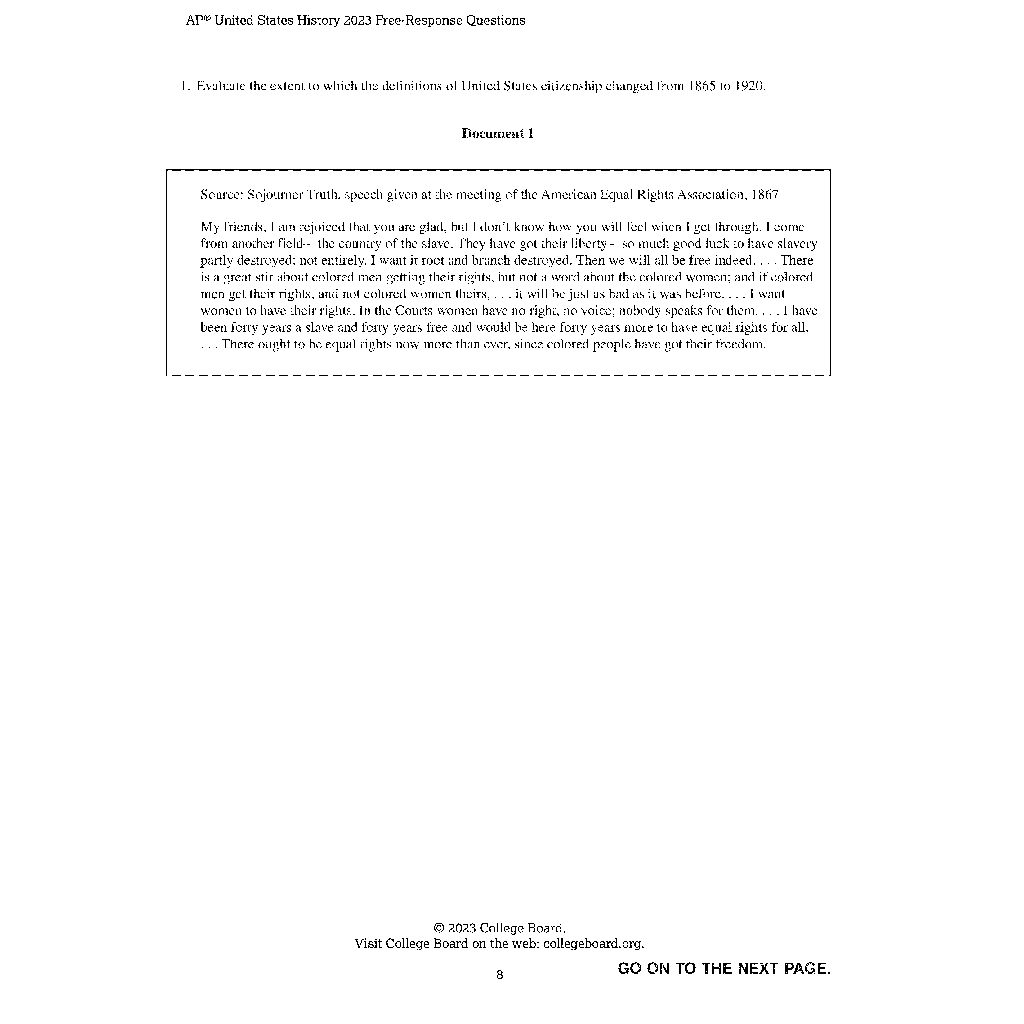 AP® United States History 2023 Free-Response Questions
1. Evaluate the extent to which the definitions of United States citizenship changed from 1865 to 1920.
Document 1
Source: Sojourner Truth, speech given at the meeting of the American Equal Rights Association, 1867
My friends, I am rejoiced that you are glad, but I don't know how you will feel when I get through. I come
from another field-- the country of the slave. They have got their liberty-- so much good luck to have slavery
partly destroyed; not entirely. I want it root and branch destroyed. Then we will all be free indeed. . . . There
is a great stir about colored men getting their rights, but not a word about the colored women; and if colored
men get their rights, and not colored women theirs, . . . it will be just as bad as it was before. . . . I want
women to have their rights. In the Courts women have no right, no voice; nobody speaks for them. . . . I have
been forty years a slave and forty years free and would be here forty years more to have equal rights for all.
. . . There ought to be equal rights now more than ever, since colored people have got their freedom.
© 2023 College Board.
Visit College Board on the web: collegeboard.org.
GO ON TO THE NEXT PAGE.
8